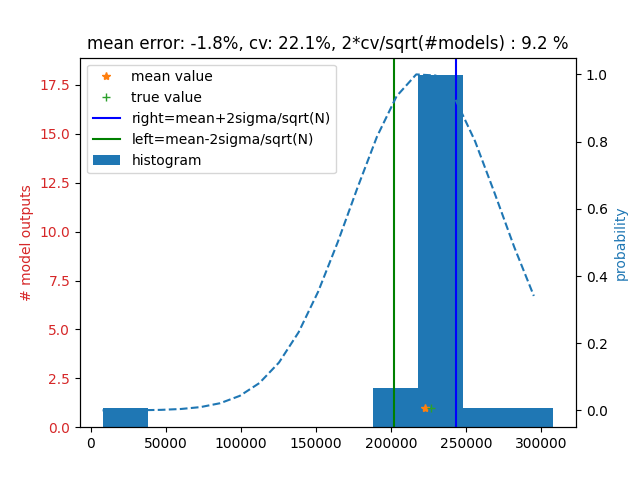 mean error: -1.8%, cv: 22.1%, 2*cv/sqrt(#models) : 9.2 %
mean value
true value
right=mean+2sigma/sqrt(N)
left=mean-2sigma/sqrt(N)
histogram
# model outputs
17.5
15.0
12.5
10.0
7.5
5.0
2.5
0.0
probability
1.0
0.8
0.6
0.4
0.2
0.0
0 50000 100000 150000 200000 250000 300000